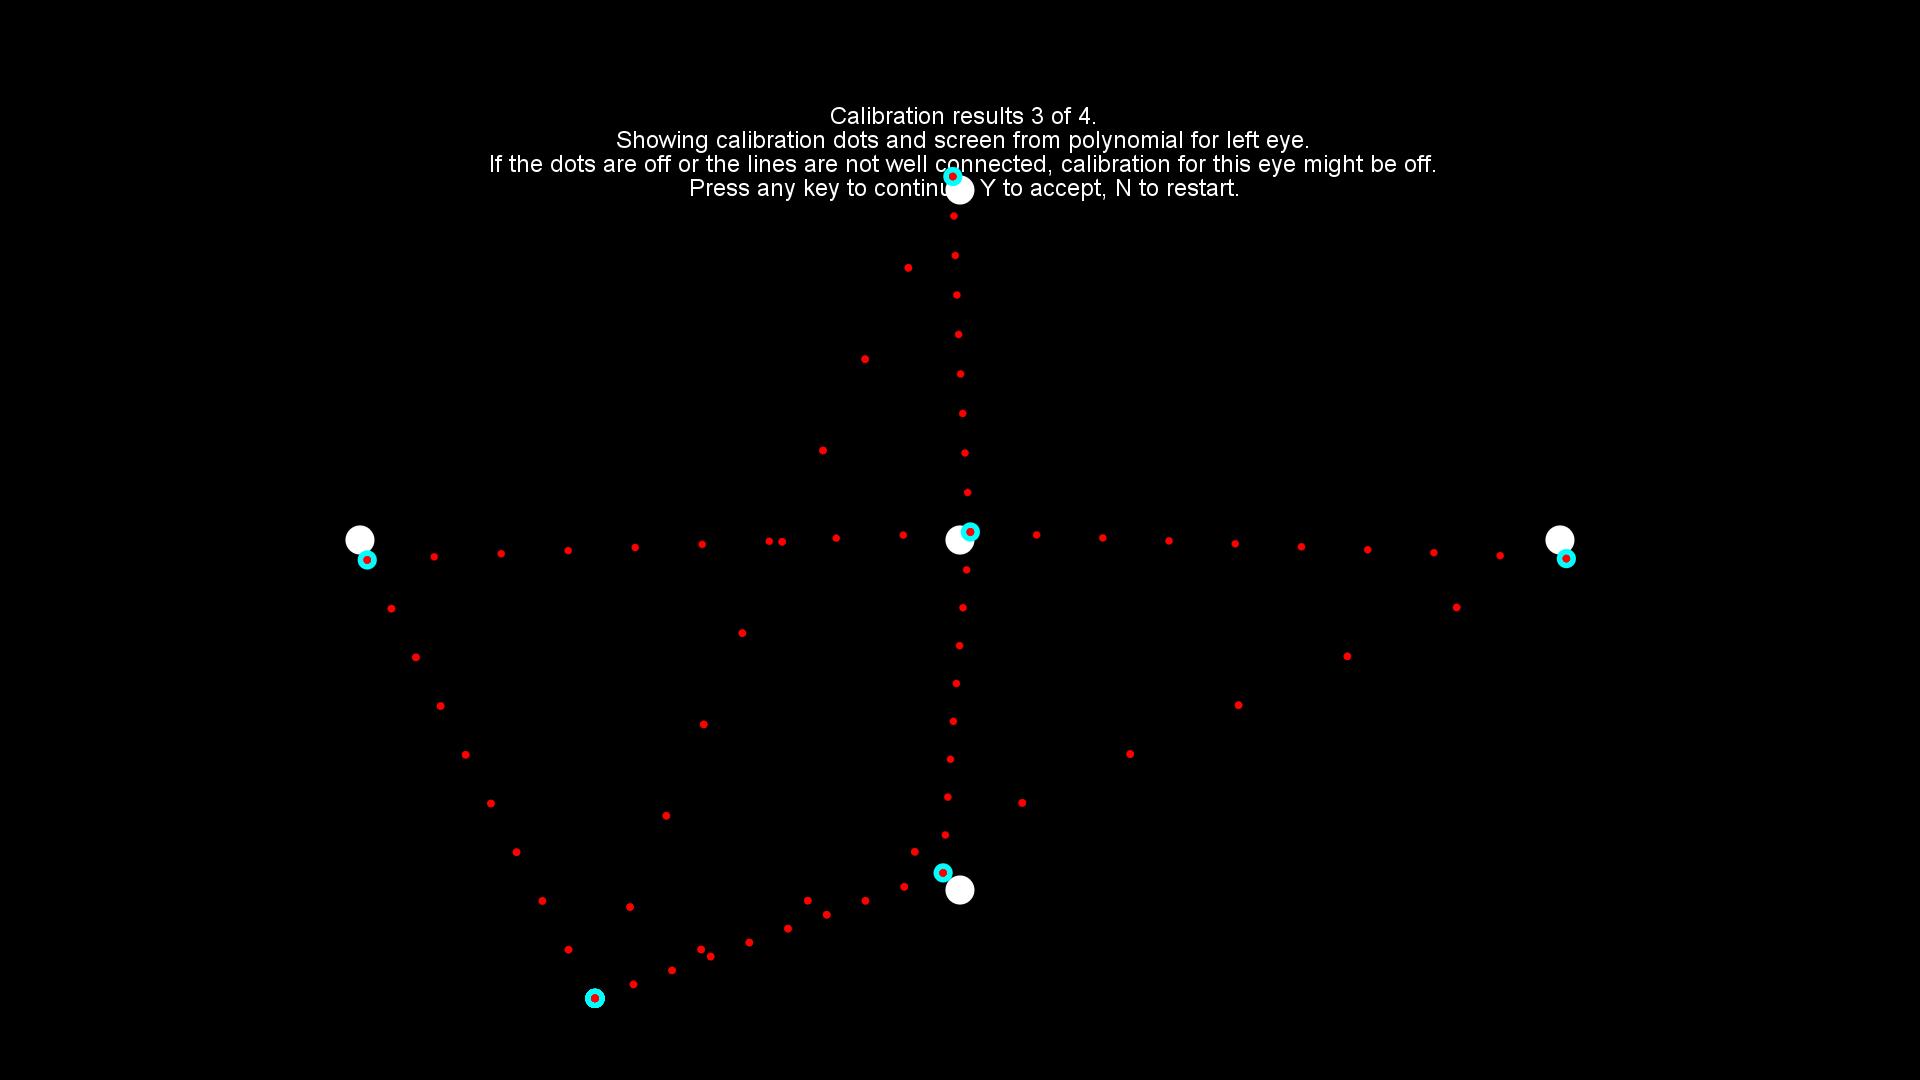 Calibration results 3 of 4.
Showing calibration dots and screen from polynomial for left eye.
If the dots are off or the lines are not well connected, calibration for this eye might be off.
Press any key to continue, Y to accept, N to restart.